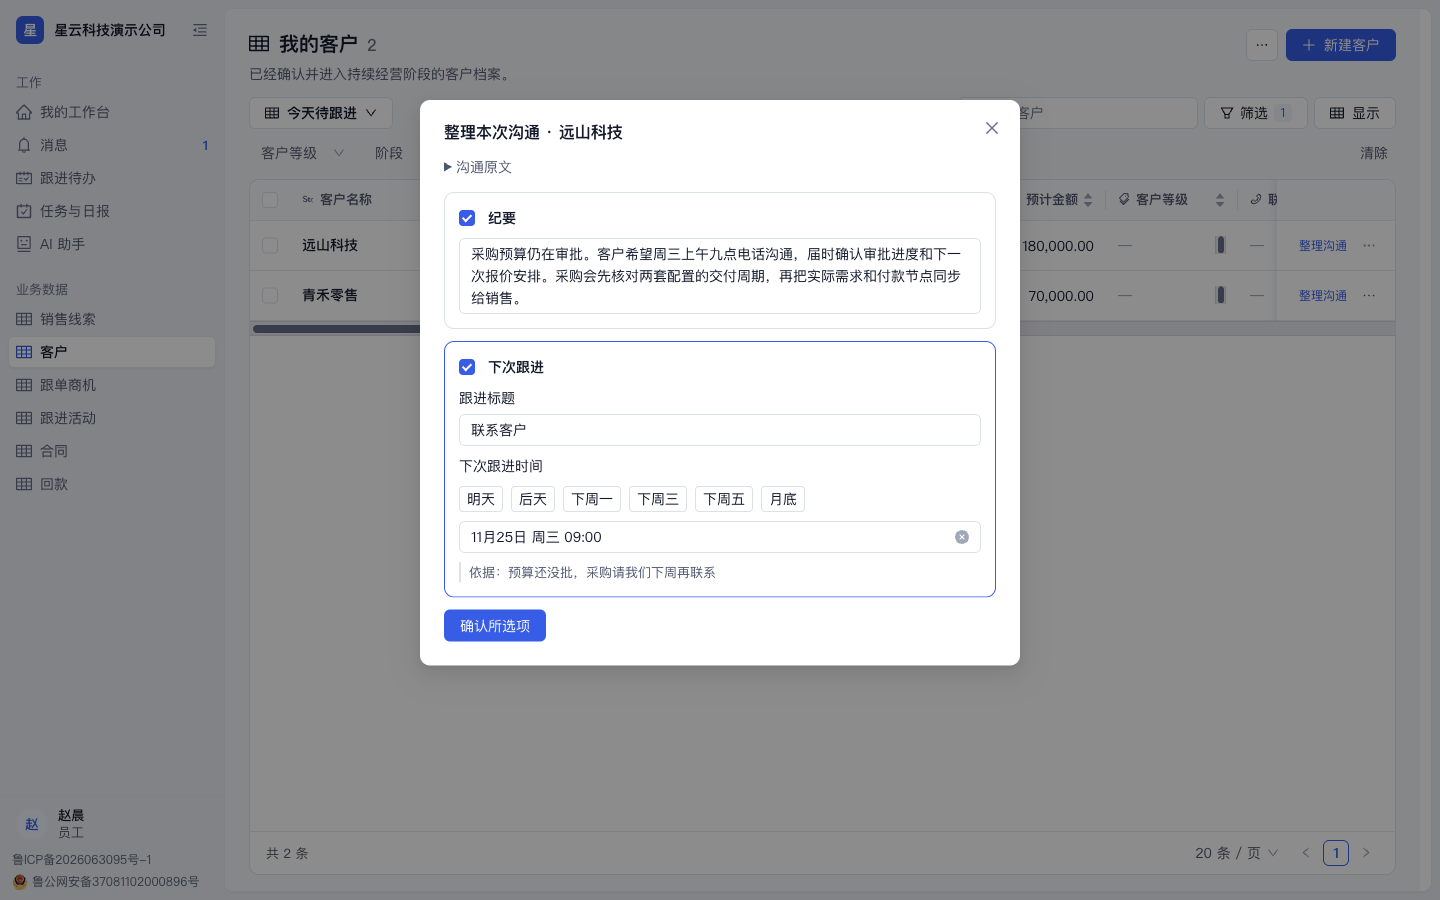 星 星云科技演示公司
工作
我的工作台
消息 1
跟进待办
任务与日报
AI 助手
业务数据
销售线索
客户
跟单商机
跟进活动
合同
回款
赵 赵晨
员工
鲁ICP备2026063095号-1
鲁公网安备37081102000896号
我的客户 2
已经确认并进入持续经营阶段的客户档案。
新建客户
今天待跟进
客户
筛选 1
显示
客户等级
阶段
清除
Str 客户名称
预计金额
客户等级
远山科技
180,000.00
—
—
整理沟通
青禾零售
70,000.00
—
—
整理沟通
共 2 条
20 条 / 页
1
整理本次沟通 · 远山科技
沟通原文
纪要
采购预算仍在审批。客户希望周三上午九点电话沟通，届时确认审批进度和下一
次报价安排。采购会先核对两套配置的交付周期，再把实际需求和付款节点同步
给销售。
下次跟进
跟进标题
联系客户
下次跟进时间
明天 后天 下周一 下周三 下周五 月底
11月25日 周三 09:00
依据：预算还没批，采购请我们下周再联系
确认所选项